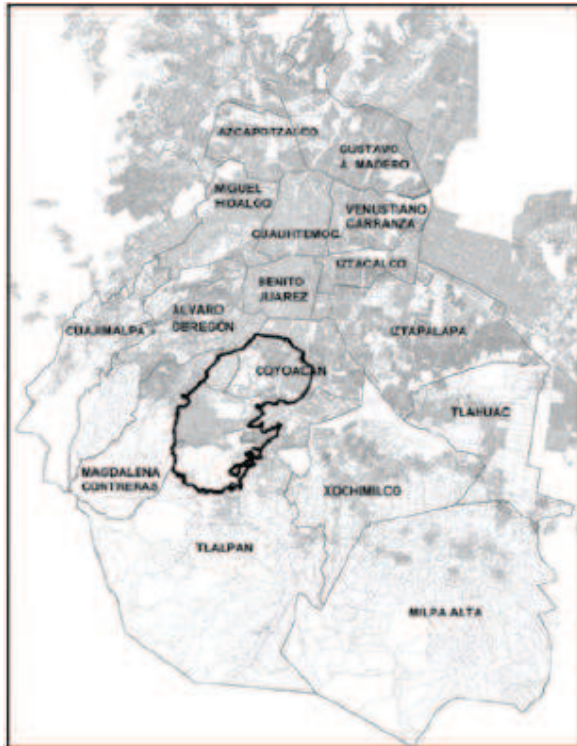 AZCAPOTZALCO
GUSTAVO
A. MADERO
MIGUEL
HIDALGO
VENUSTIANO
CARRANZA
CUAUHTEMOC
IZTACALCO
BENITO
JUAREZ
ALVARO
OBREGÓN
CUAJIMALPA
IZTAPALAPA
COYOACAN
TLAHUAC
MAGDALENA
CONTRERAS
XOCHIMILCO
TLALPAN
MILPA ALTA